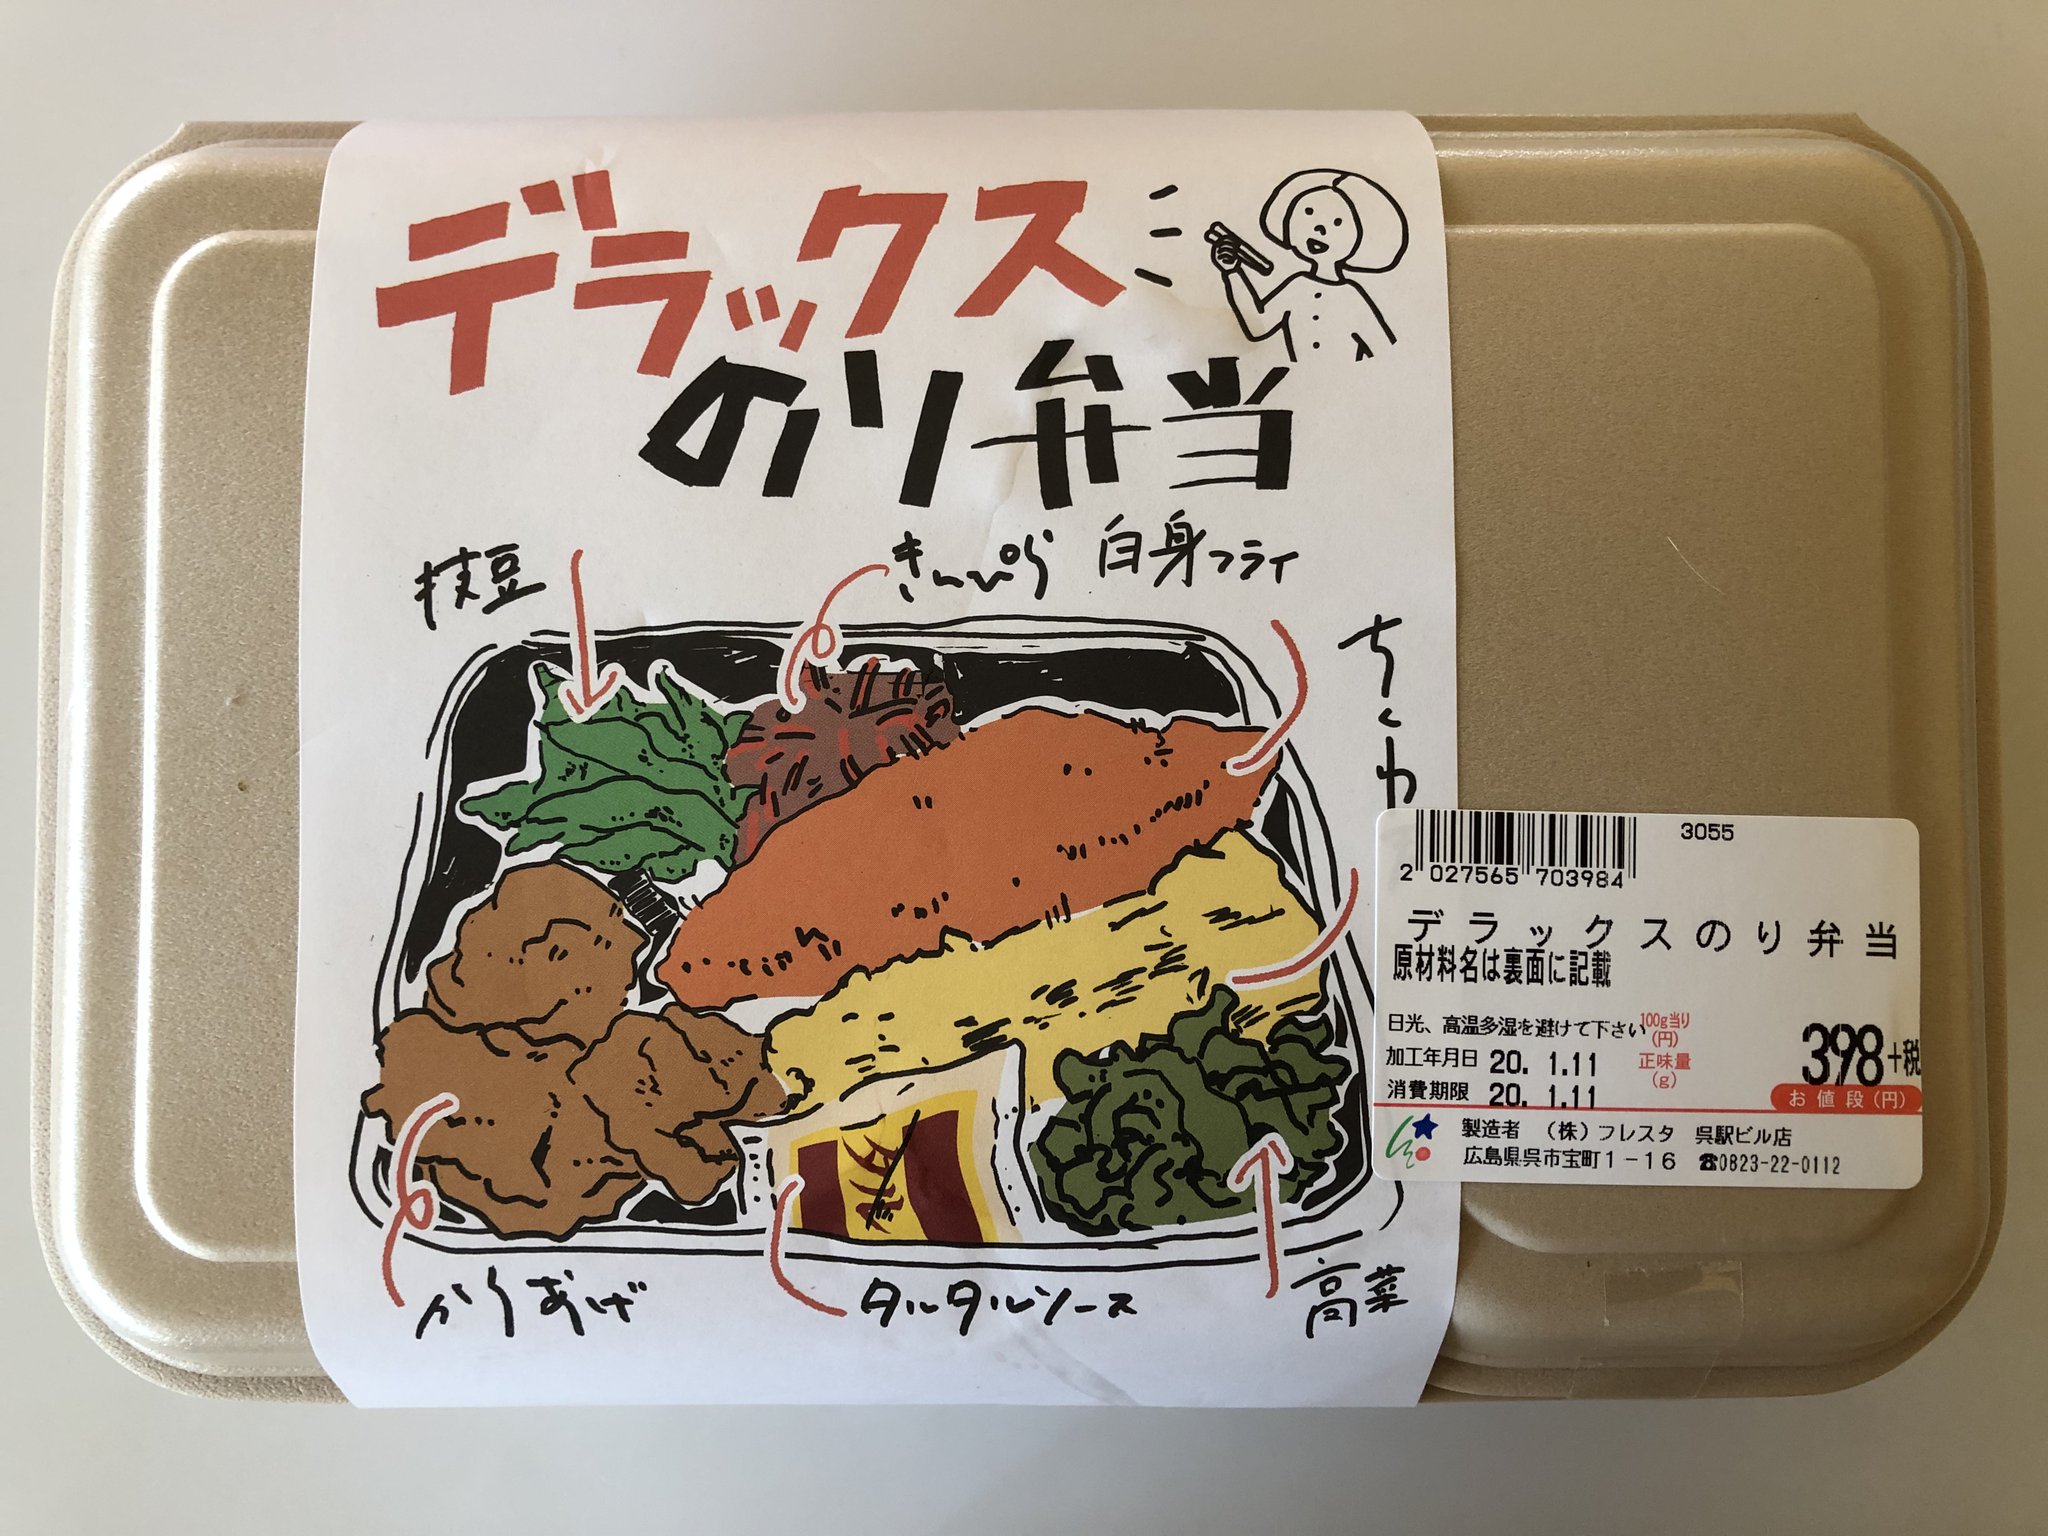 デラックス
のり弁当
枝豆
きんぴら
白身フライ
ちくわ
からあげ
タルタルソース
高菜
タル
3055
2 027565 703984
デラックスのり弁当
原材料名は裏面に記載
日光、高温多湿を避けて下さい
100g当り
(円)
加工年月日 20. 1.11
正味量
(g)
398+税
消費期限 20. 1.11
お値段(円)
製造者 (株)フレスタ 呉駅ビル店
広島県呉市宝町1-16 ☎0823-22-0112